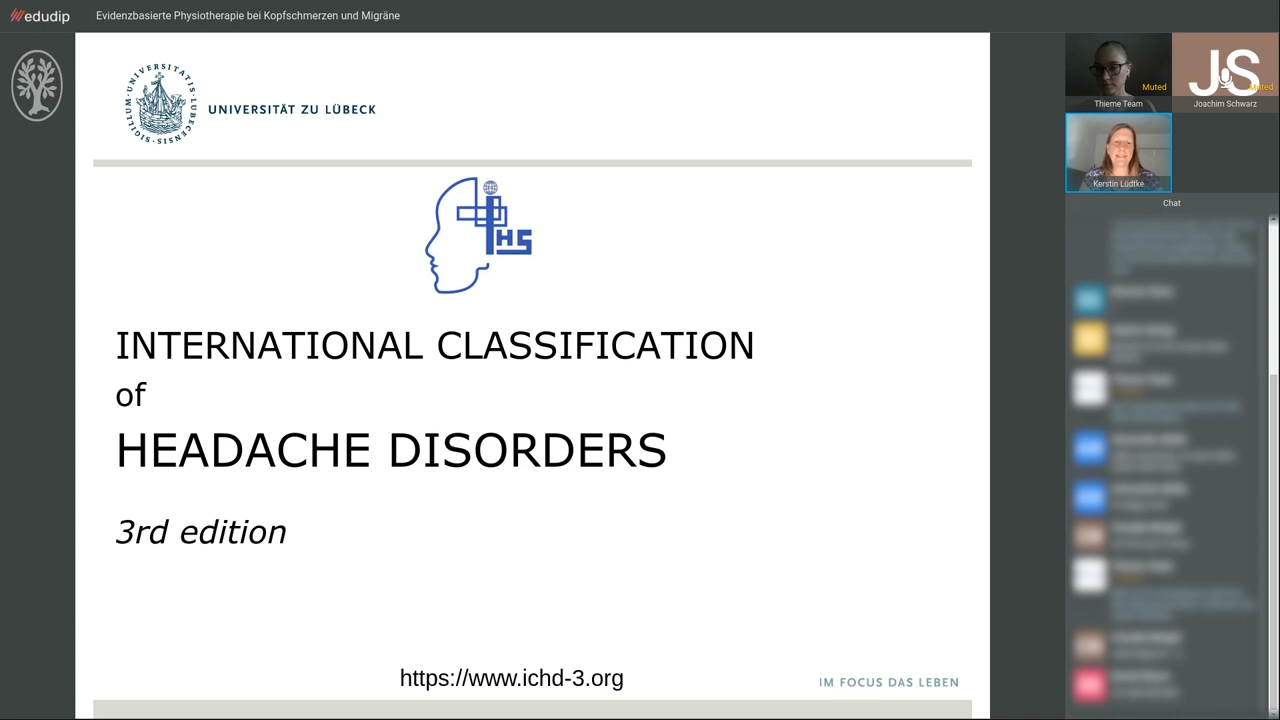 edudip
Evidenzbasierte Physiotherapie bei Kopfschmerzen und Migräne
SIGILLUM·UNIVERSITATIS·LUBECENSIS
UNIVERSITÄT ZU LÜBECK
iHS
INTERNATIONAL CLASSIFICATION
of
HEADACHE DISORDERS
3rd edition
https://www.ichd-3.org
IM FOCUS DAS LEBEN
Muted
Thieme Team
JS
Muted
Joachim Schwarz
Kerstin Lüdtke
Chat